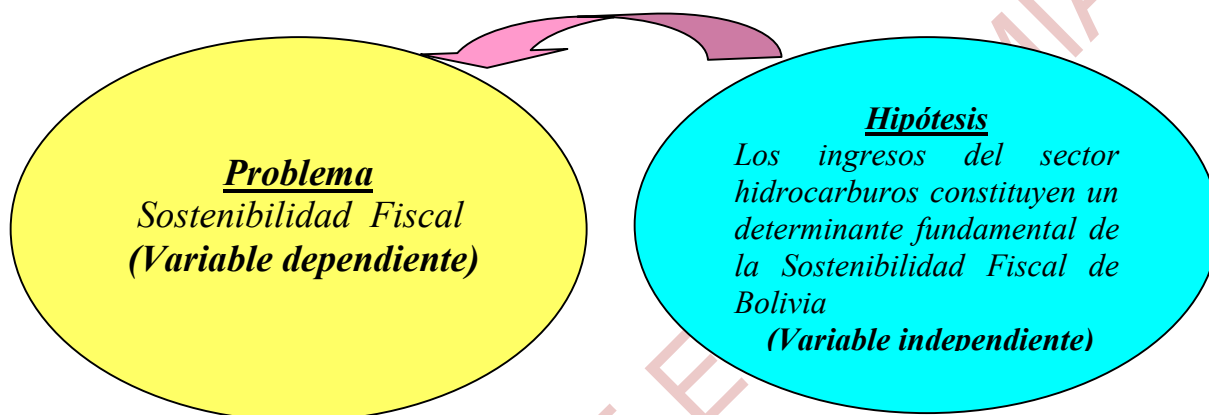 Problema
Sostenibilidad Fiscal
(Variable dependiente)
Hipótesis
Los ingresos del sector
hidrocarburos constituyen un
determinante fundamental de
la Sostenibilidad Fiscal de
Bolivia
(Variable independiente)